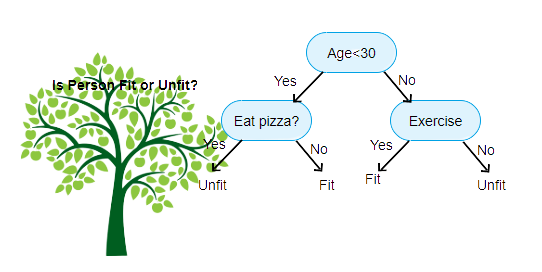 Age<30
Is Person Fit or Unfit?
Yes
No
Eat pizza?
Exercise
Yes
No
Yes
No
Unfit
Fit
Fit
Unfit